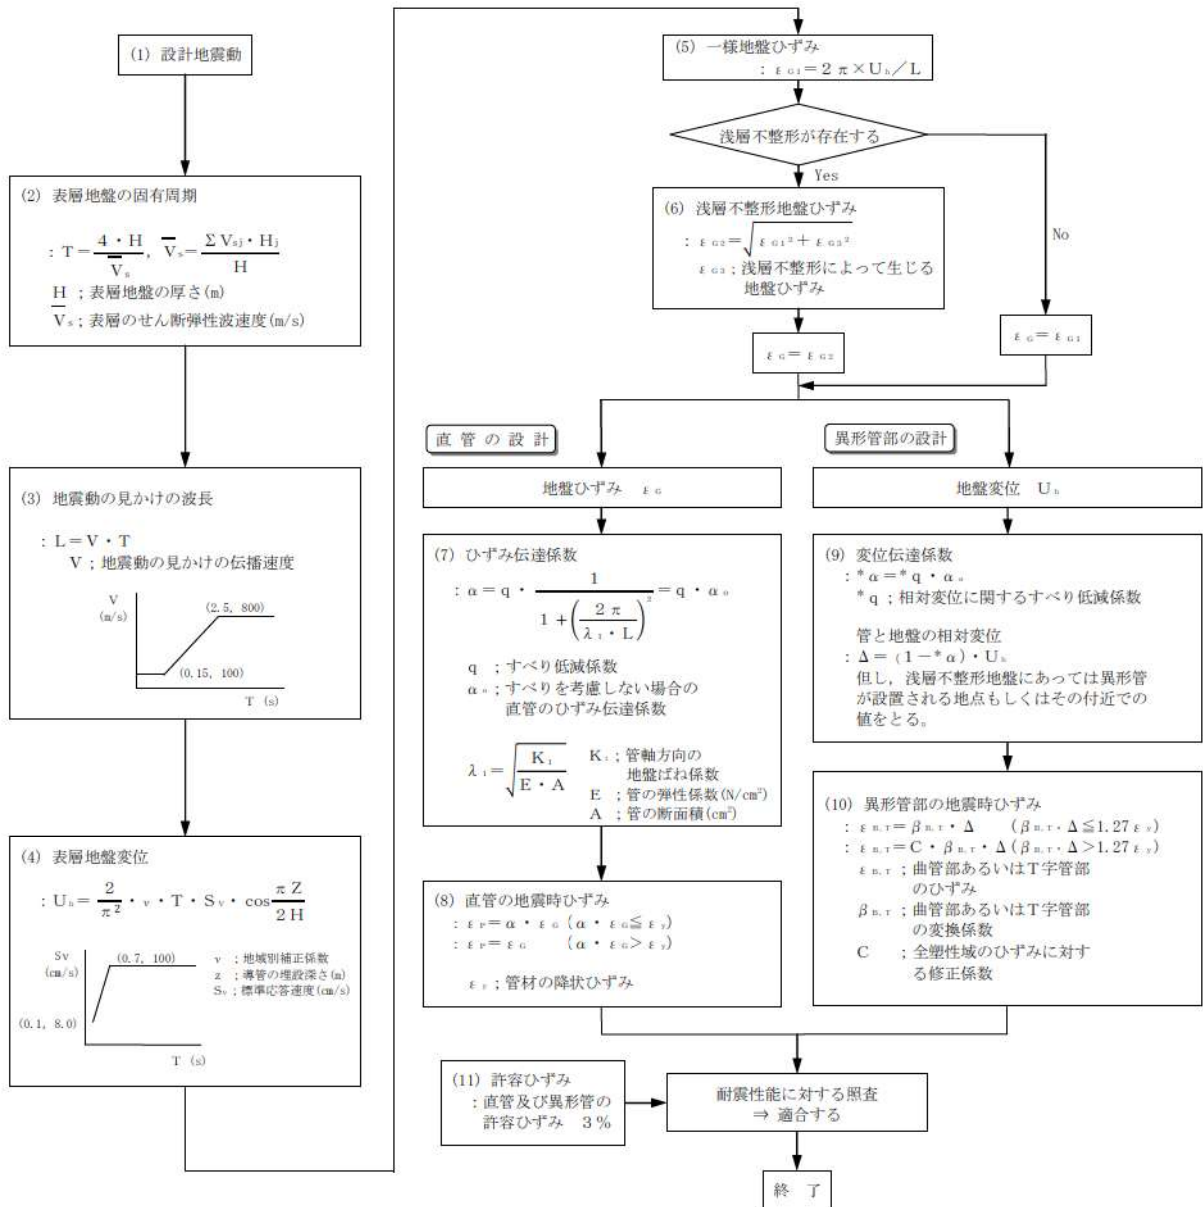 (1) 設計地震動
(2) 表層地盤の固有周期
: T=4・H/V̅s, V̅s=ΣVsj・Hj/H
H ;表層地盤の厚さ(m)
V̅s;表層のせん断弾性波速度(m/s)
(3) 地震動の見かけの波長
: L=V・T
V;地震動の見かけの伝播速度
V
(m/s)
(2.5, 800)
(0.15, 100)
T (s)
(4) 表層地盤変位
: Uh=2/π²・ν・T・Sv・cos πZ/2H
Sv
(cm/s)
(0.7, 100)
(0.1, 8.0)
T (s)
ν ;地域別補正係数
z ;導管の埋設深さ(m)
Sv;標準応答速度(cm/s)
(5) 一様地盤ひずみ
: εG1=2π×Uh/L
浅層不整形が存在する
Yes
No
(6) 浅層不整形地盤ひずみ
: εG2=√(εG1²+εG3²)
εG3;浅層不整形によって生じる
地盤ひずみ
εG=εG2
εG=εG1
直管の設計
地盤ひずみ εG
(7) ひずみ伝達係数
: α=q・1/(1+(2π/(λ1・L))²)=q・αo
q ;すべり低減係数
αo;すべりを考慮しない場合の
直管のひずみ伝達係数
λ1=√(K1/(E・A))
K1;管軸方向の
地盤ばね係数
E ;管の弾性係数(N/cm²)
A ;管の断面積(cm²)
(8) 直管の地震時ひずみ
: εP=α・εG (α・εG≦εy)
: εP=εG (α・εG>εy)
εy;管材の降状ひずみ
異形管部の設計
地盤変位 Uh
(9) 変位伝達係数
: *α=*q・αo
*q;相対変位に関するすべり低減係数
管と地盤の相対変位
: Δ=(1-*α)・Uh
但し，浅層不整形地盤にあっては異形管
が設置される地点もしくはその付近での
値をとる。
(10) 異形管部の地震時ひずみ
: εB,T=βB,T・Δ (βB,T・Δ≦1.27εy)
: εB,T=C・βB,T・Δ(βB,T・Δ>1.27εy)
εB,T;曲管部あるいはT字管部
のひずみ
βB,T;曲管部あるいはT字管部
の変換係数
C ;全塑性域のひずみに対す
る修正係数
(11) 許容ひずみ
:直管及び異形管の
許容ひずみ 3%
耐震性能に対する照査
⇒ 適合する
終 了